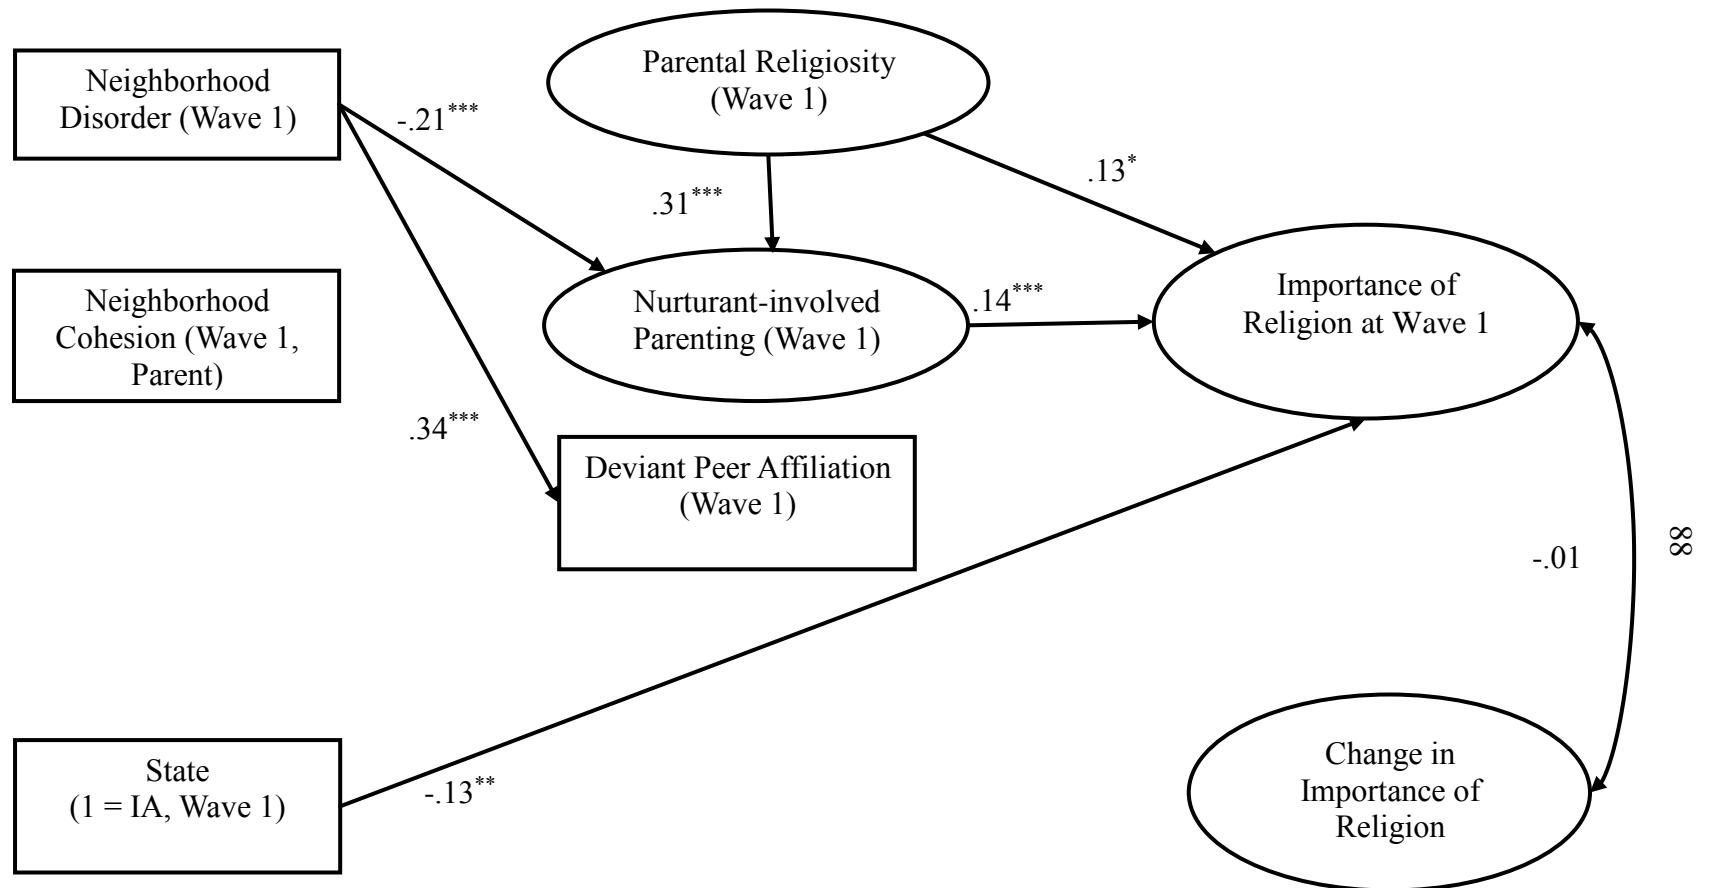 Neighborhood
Disorder (Wave 1)
-.21***
Parental Religiosity
(Wave 1)
.31***
.13*
Neighborhood
Cohesion (Wave 1,
Parent)
Nurturant-involved
Parenting (Wave 1)
.14***
Importance of
Religion at Wave 1
.34***
Deviant Peer Affiliation
(Wave 1)
-.01
88
State
(1 = IA, Wave 1)
-.13**
Change in
Importance of
Religion